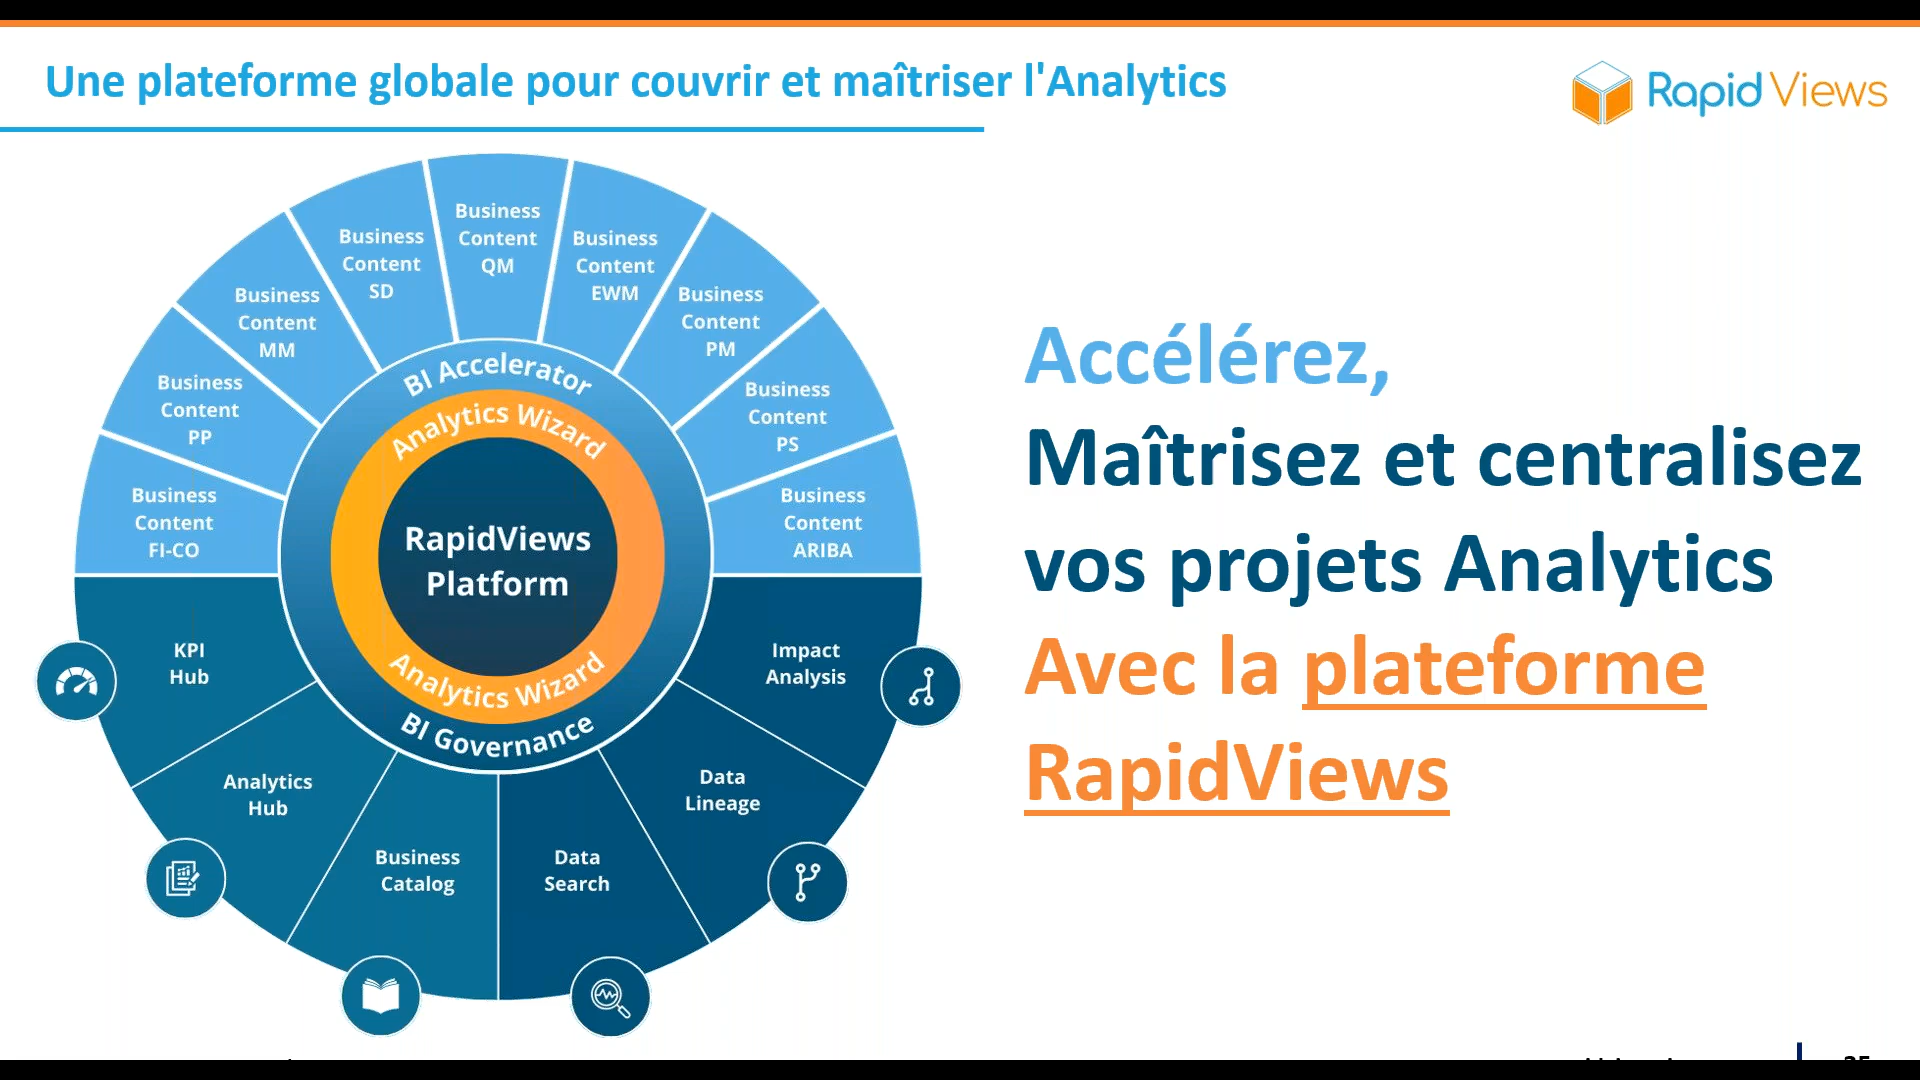 Une plateforme globale pour couvrir et maîtriser l'Analytics
Rapid Views
Business
Content
FI-CO
Business
Content
PP
Business
Content
MM
Business
Content
SD
Business
Content
QM
Business
Content
EWM
Business
Content
PM
Business
Content
PS
Business
Content
ARIBA
BI Accelerator
Analytics Wizard
RapidViews
Platform
Analytics Wizard
BI Governance
KPI
Hub
Analytics
Hub
Business
Catalog
Data
Search
Data
Lineage
Impact
Analysis
Accélérez,
Maîtrisez et centralisez
vos projets Analytics
Avec la plateforme
RapidViews